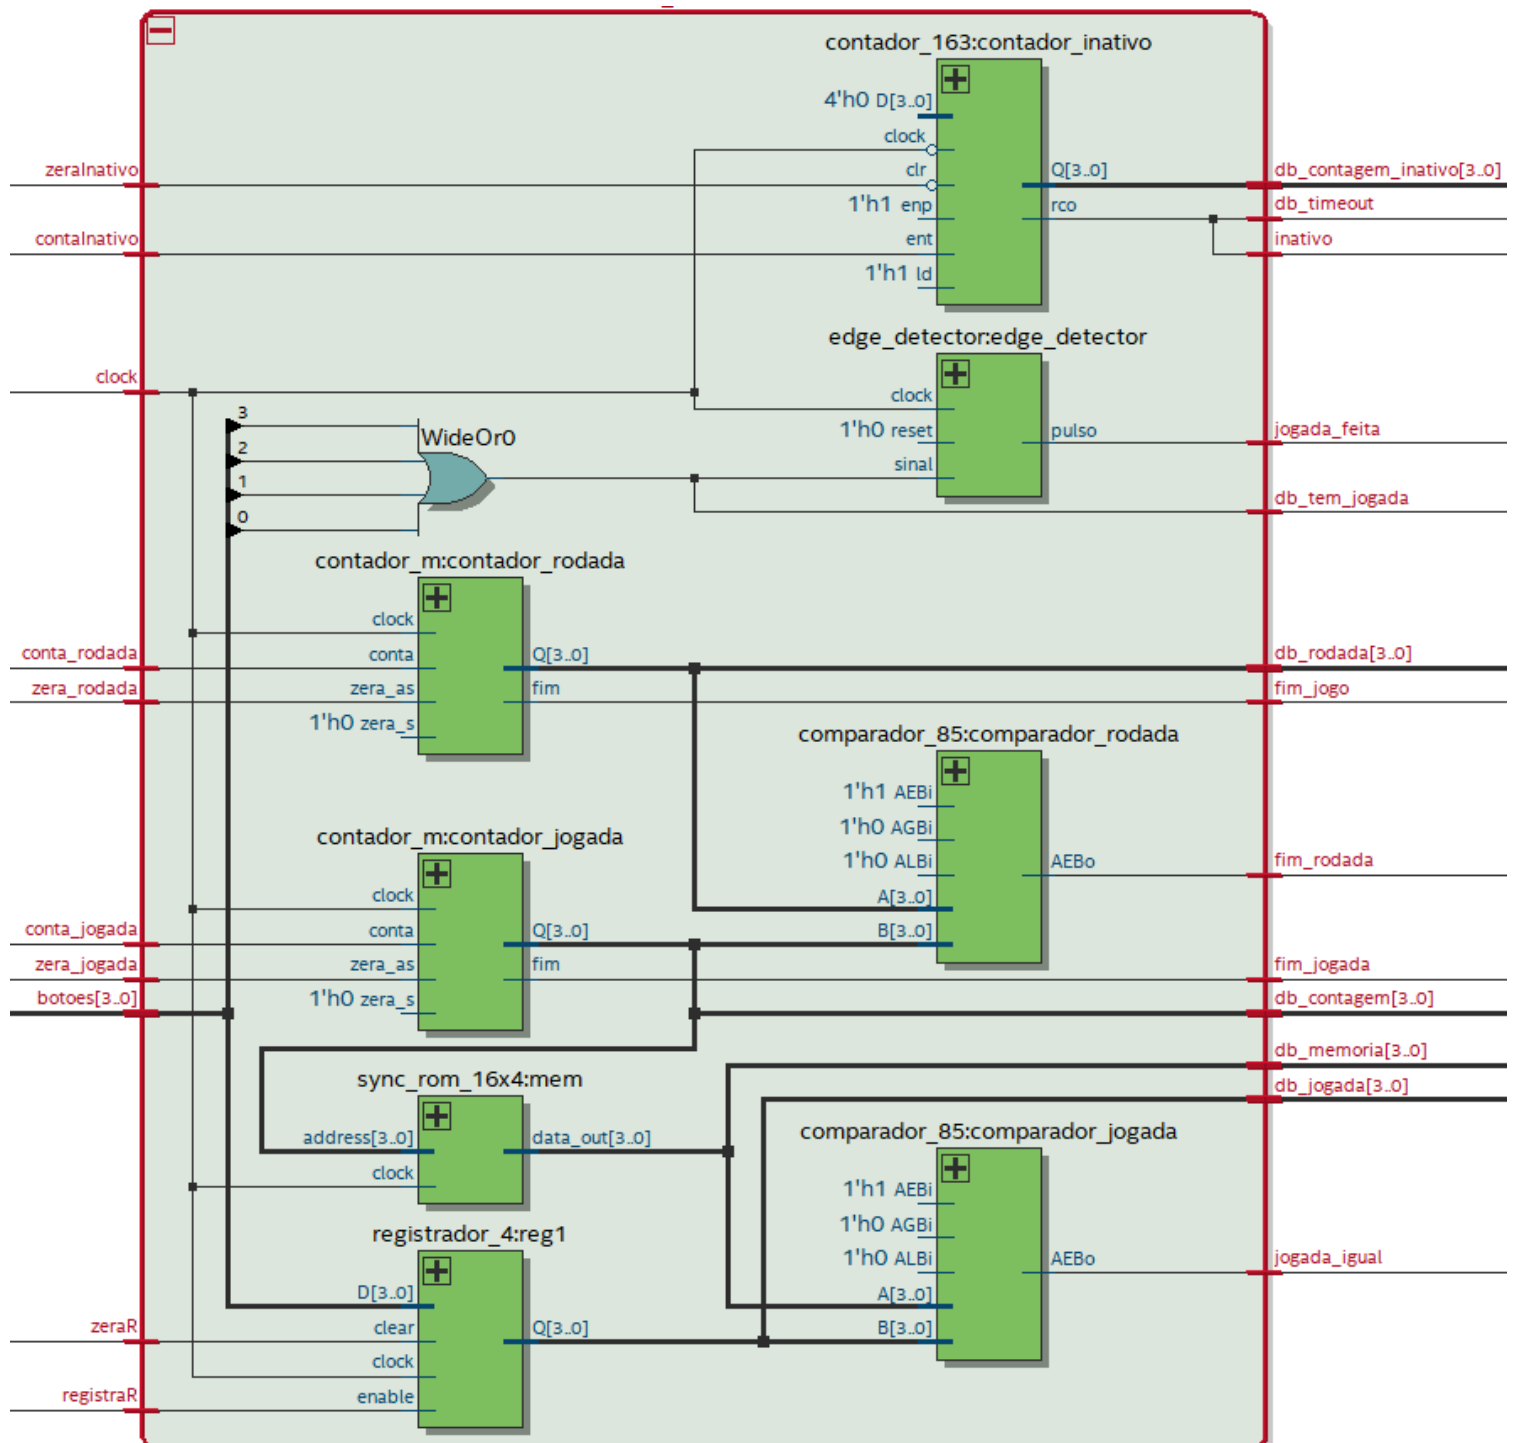 contador_163:contador_inativo
4'h0 D[3..0]
clock
zeraInativo
clr
Q[3..0]
db_contagem_inativo[3..0]
1'h1 enp
rco
db_timeout
contaInativo
ent
inativo
1'h1 ld
edge_detector:edge_detector
clock
clock
3
1'h0 reset
pulso
jogada_feita
WideOr0
2
sinal
1
db_tem_jogada
0
contador_m:contador_rodada
clock
conta_rodada
conta
Q[3..0]
db_rodada[3..0]
zera_rodada
zera_as
fim
fim_jogo
1'h0 zera_s
comparador_85:comparador_rodada
1'h1 AEBi
1'h0 AGBi
contador_m:contador_jogada
1'h0 ALBi
AEBo
fim_rodada
clock
A[3..0]
conta_jogada
conta
Q[3..0]
B[3..0]
zera_jogada
zera_as
fim
fim_jogada
botoes[3..0]
1'h0 zera_s
db_contagem[3..0]
db_memoria[3..0]
sync_rom_16x4:mem
db_jogada[3..0]
comparador_85:comparador_jogada
address[3..0]
data_out[3..0]
clock
1'h1 AEBi
registrador_4:reg1
1'h0 AGBi
1'h0 ALBi
AEBo
jogada_igual
D[3..0]
A[3..0]
zeraR
clear
Q[3..0]
B[3..0]
clock
registraR
enable